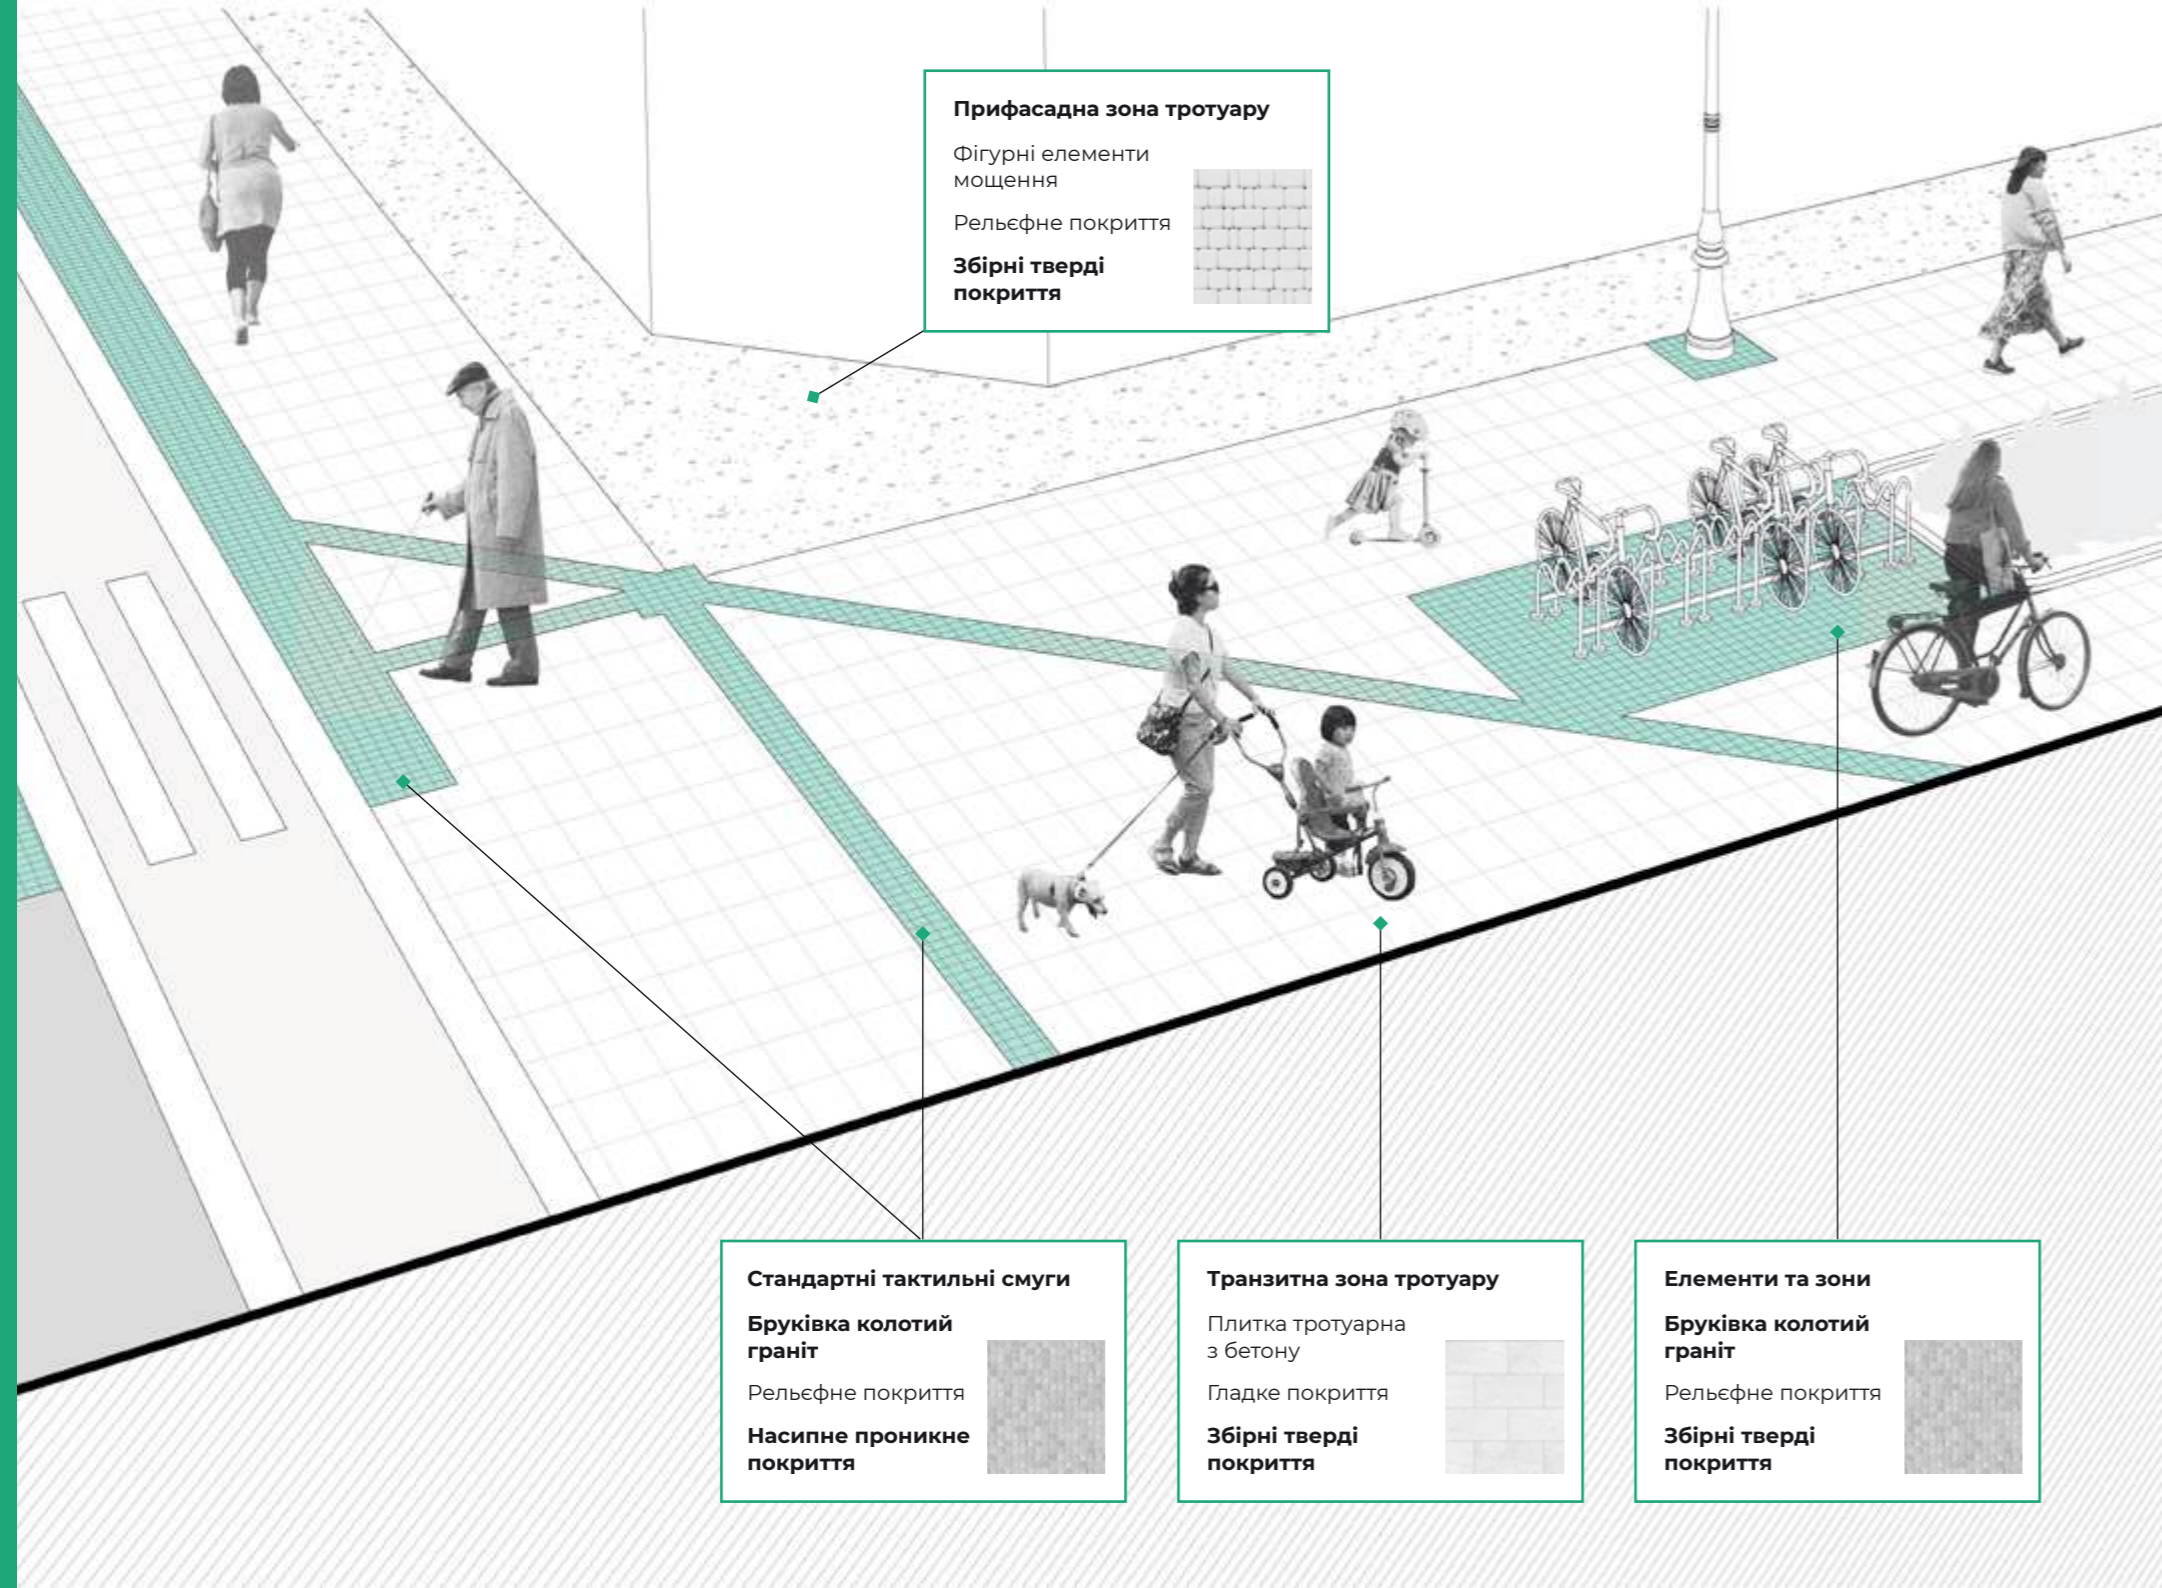 Прифасадна зона тротуару
Фігурні елементи
мощення
Рельєфне покриття
Збірні тверді
покриття
Стандартні тактильні смуги
Бруківка колотий
граніт
Рельєфне покриття
Насипне проникне
покриття
Транзитна зона тротуару
Плитка тротуарна
з бетону
Гладке покриття
Збірні тверді
покриття
Елементи та зони
Бруківка колотий
граніт
Рельєфне покриття
Збірні тверді
покриття